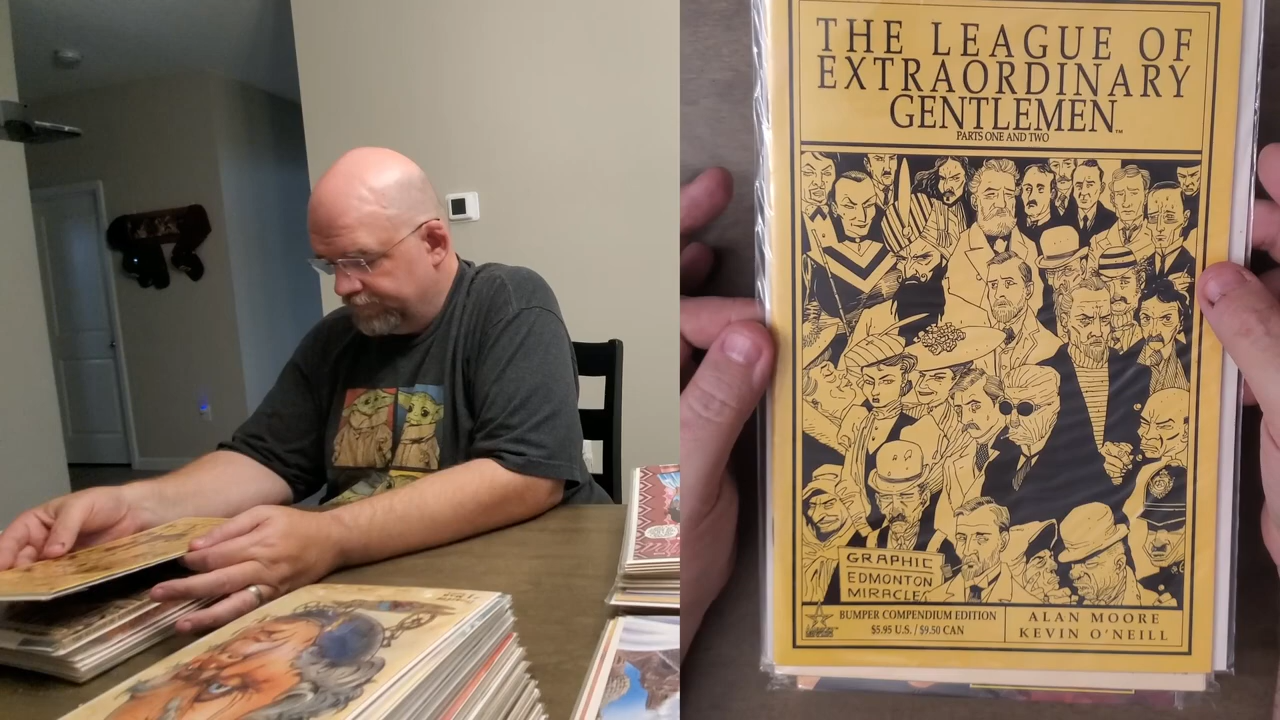 THE LEAGUE OF
EXTRAORDINARY
GENTLEMEN™
PARTS ONE AND TWO
GRAPHIC
EDMONTON
MIRACLE!
BUMPER COMPENDIUM EDITION
$5.95 U.S. / $9.50 CAN
ALAN MOORE
KEVIN O'NEILL